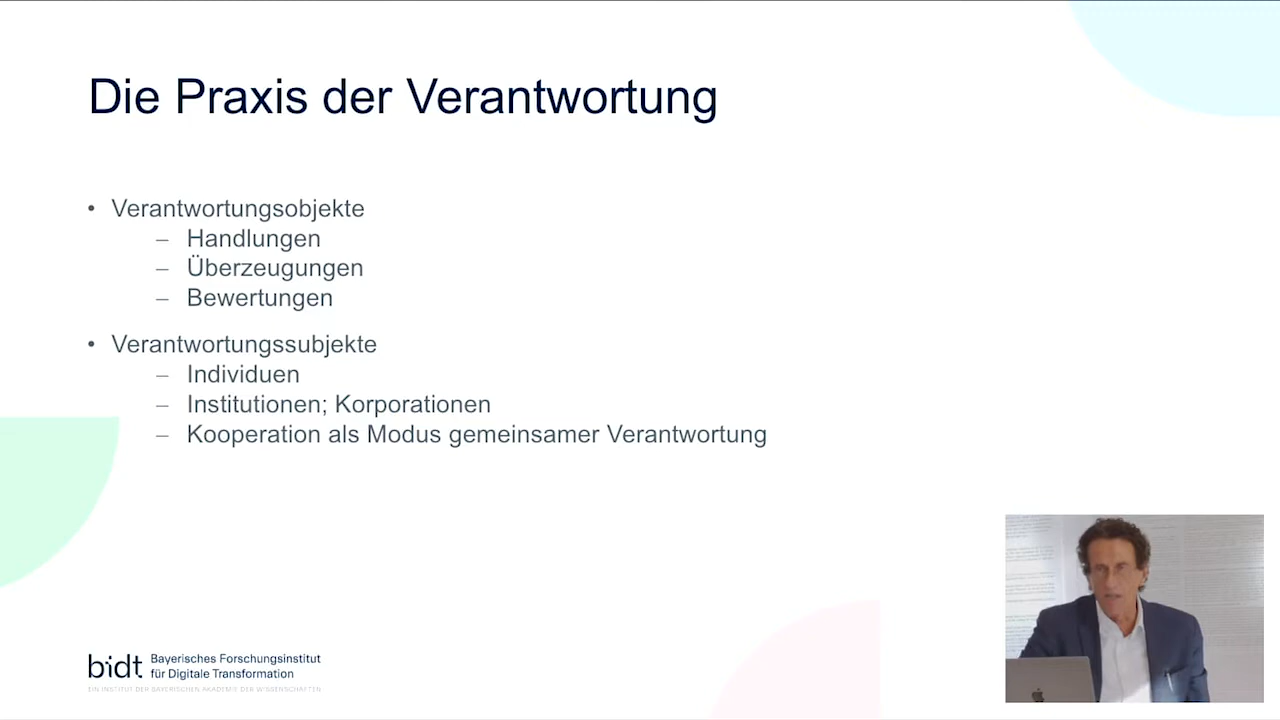 Die Praxis der Verantwortung
• Verantwortungsobjekte
– Handlungen
– Überzeugungen
– Bewertungen
• Verantwortungssubjekte
– Individuen
– Institutionen; Korporationen
– Kooperation als Modus gemeinsamer Verantwortung
bidt Bayerisches Forschungsinstitut
für Digitale Transformation
EIN INSTITUT DER BAYERISCHEN AKADEMIE DER WISSENSCHAFTEN